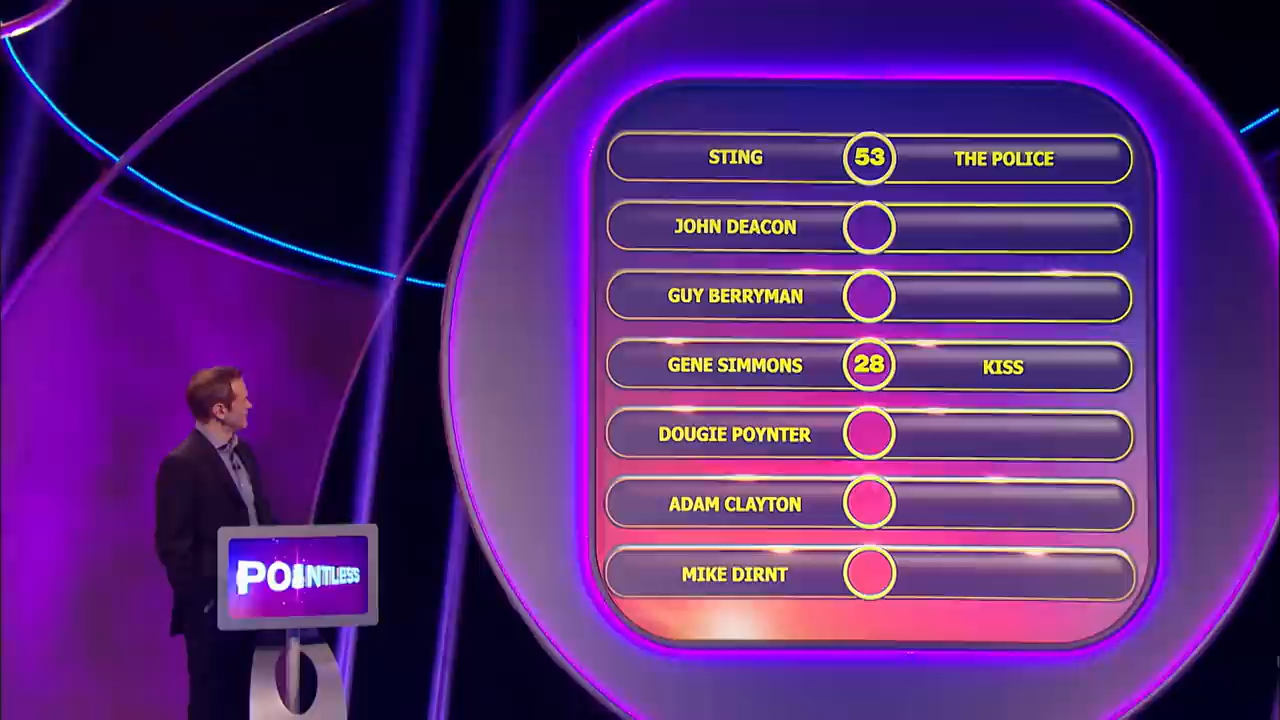 STING 53 THE POLICE
JOHN DEACON
GUY BERRYMAN
GENE SIMMONS 28 KISS
DOUGIE POYNTER
ADAM CLAYTON
MIKE DIRNT
POINTLESS